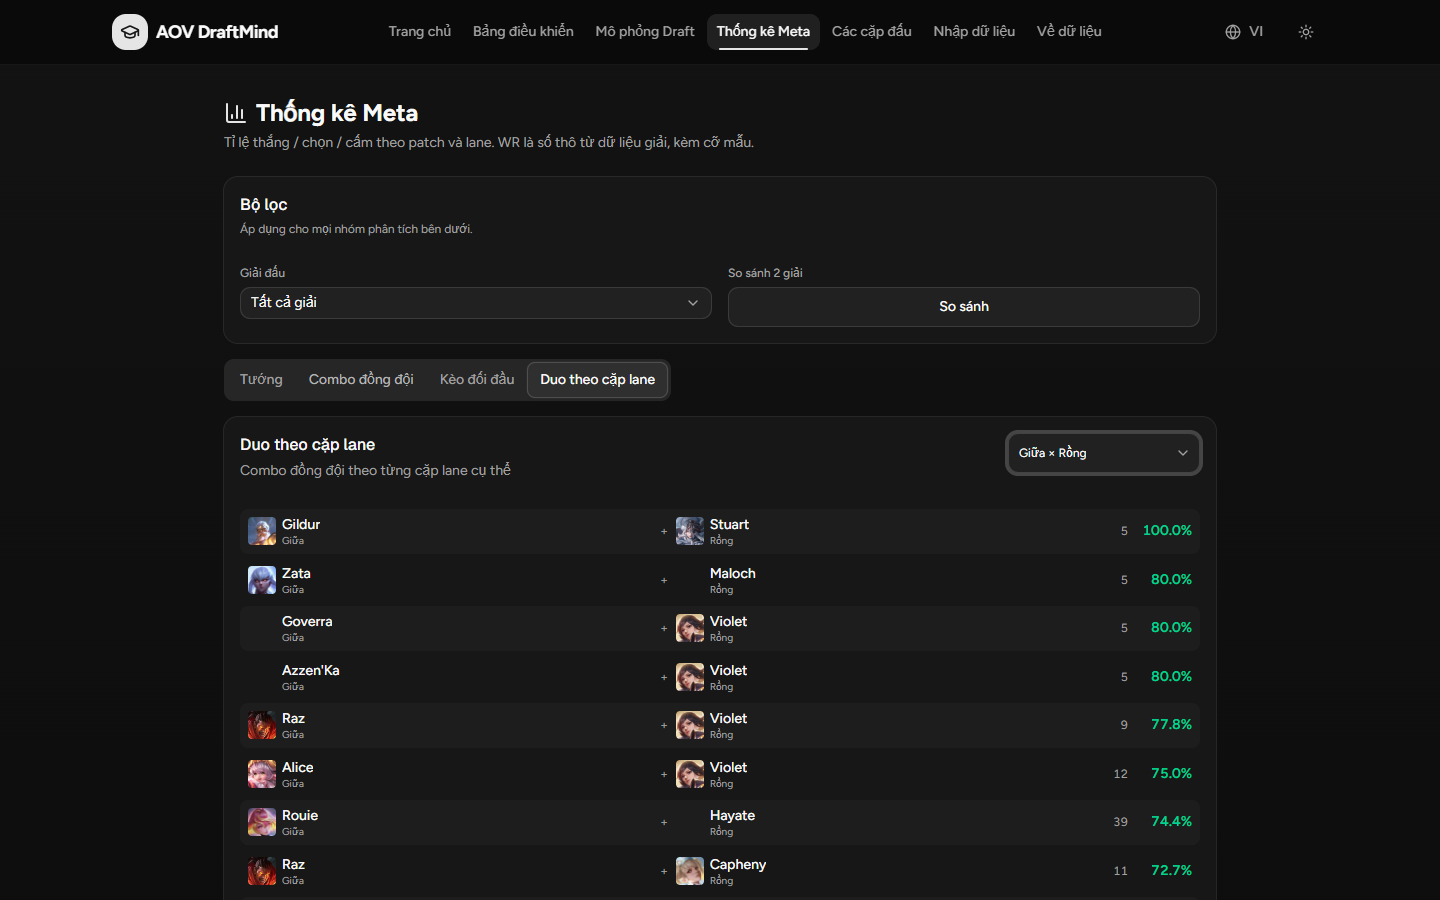 AOV DraftMind
Trang chủ
Bảng điều khiển
Mô phỏng Draft
Thống kê Meta
Các cặp đấu
Nhập dữ liệu
Về dữ liệu
VI
Thống kê Meta
Tỉ lệ thắng / chọn / cấm theo patch và lane. WR là số thô từ dữ liệu giải, kèm cỡ mẫu.
Bộ lọc
Áp dụng cho mọi nhóm phân tích bên dưới.
Giải đấu
So sánh 2 giải
Tất cả giải
So sánh
Tướng
Combo đồng đội
Kèo đối đầu
Duo theo cặp lane
Duo theo cặp lane
Combo đồng đội theo từng cặp lane cụ thể
Giữa × Rồng
Gildur
Giữa
+
Stuart
Rồng
5
100.0%
Zata
Giữa
+
Maloch
Rồng
5
80.0%
Goverra
Giữa
+
Violet
Rồng
5
80.0%
Azzen'Ka
Giữa
+
Violet
Rồng
5
80.0%
Raz
Giữa
+
Violet
Rồng
9
77.8%
Alice
Giữa
+
Violet
Rồng
12
75.0%
Rouie
Giữa
+
Hayate
Rồng
39
74.4%
Raz
Giữa
+
Capheny
Rồng
11
72.7%